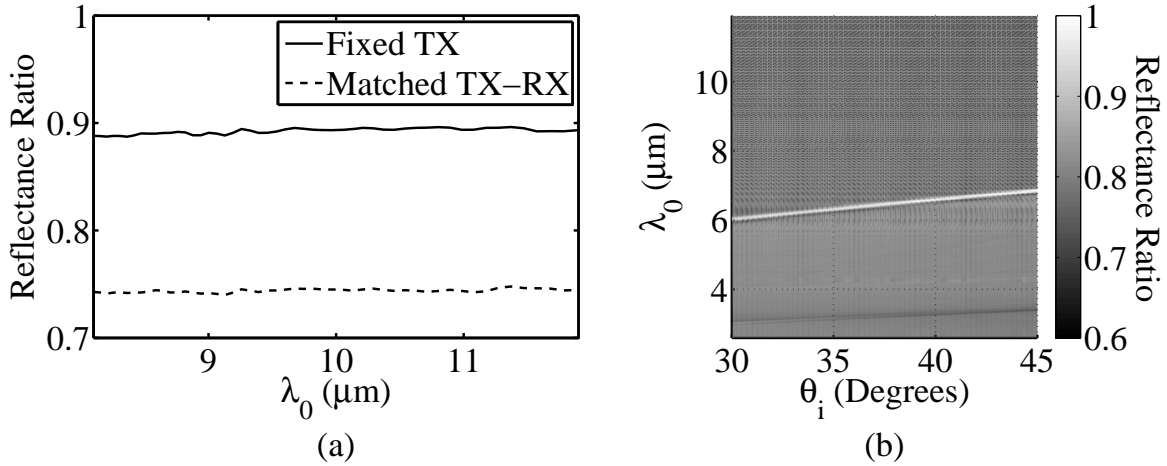 Reflectance Ratio
1
0.9
0.8
0.7
Fixed TX
Matched TX−RX
9
10
11
λ0 (μm)
(a)
λ0 (μm)
10
8
6
4
30
35
40
45
θi (Degrees)
(b)
1
0.9
0.8
0.7
0.6
Reflectance Ratio